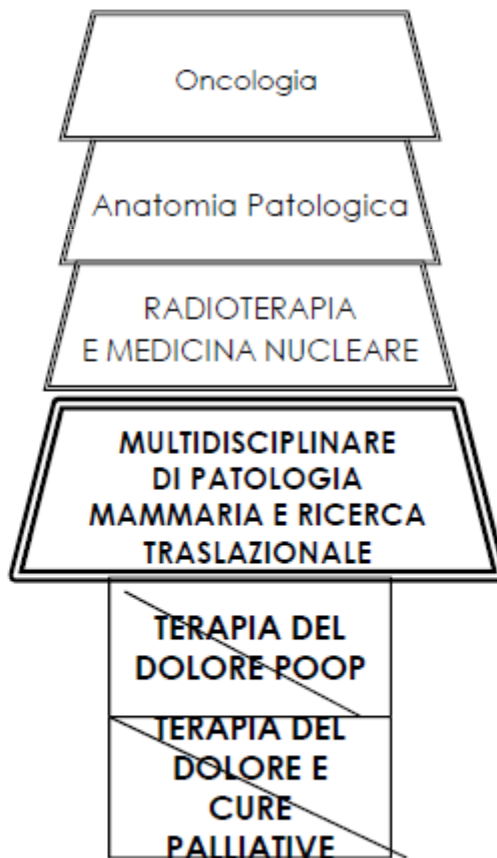 Oncologia
Anatomia Patologica
RADIOTERAPIA
E MEDICINA NUCLEARE
MULTIDISCIPLINARE
DI PATOLOGIA
MAMMARIA E RICERCA
TRASLAZIONALE
TERAPIA DEL
DOLORE POOP
TERAPIA DEL
DOLORE E
CURE
PALLIATIVE